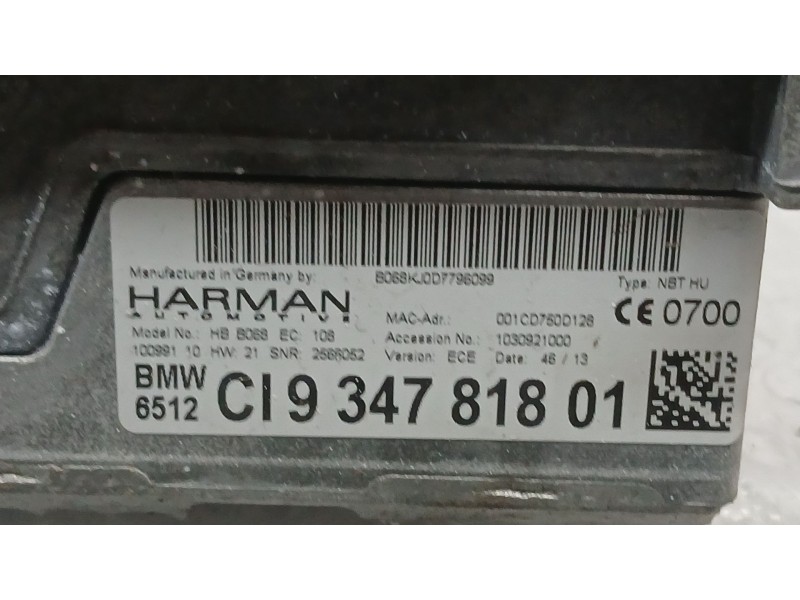 Manufactured in Germany by: B068KJ0D7796099 Type: NBT HU
HARMAN CE 0700
AUTOMOTIVE MAC-Adr.: 001CD750D126
Model No.: HB B068 EC: 108 Accession No.: 1030921000
100991 10 HW: 21 SNR: 2566052 Version: ECE Date: 46 / 13
BMW
6512 CI 9 347 818 01